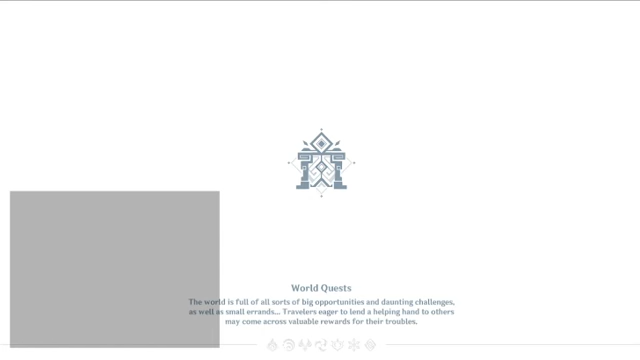 World Quests
The world is full of all sorts of big opportunities and daunting challenges,
as well as small errands... Travelers eager to lend a helping hand to others
may come across valuable rewards for their troubles.